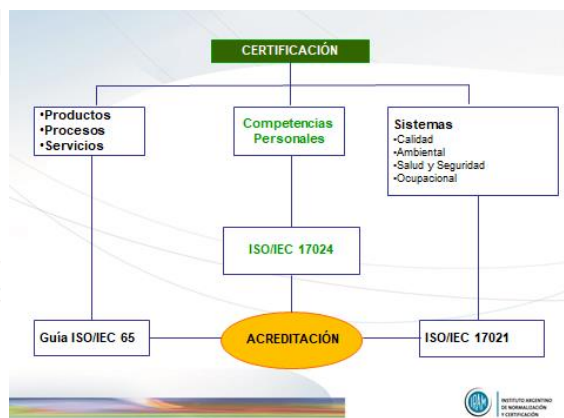 CERTIFICACIÓN
•Productos
•Procesos
•Servicios
Competencias
Personales
Sistemas
•Calidad
•Ambiental
•Salud y Seguridad
•Ocupacional
ISO/IEC 17024
Guía ISO/IEC 65
ACREDITACIÓN
ISO/IEC 17021
IRAM
INSTITUTO ARGENTINO
DE NORMALIZACIÓN
Y CERTIFICACIÓN